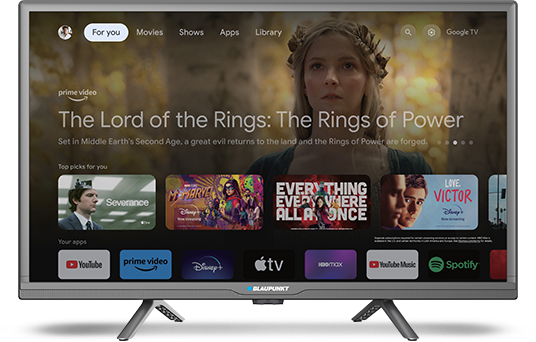 For you Movies Shows Apps Library Google TV
prime video
The Lord of the Rings: The Rings of Power
Set in Middle Earth's Second Age, a great evil returns to the land and the Rings of Power are forged.
Top picks for you
Severance
tv
MS. MARVEL
Disney+
EVERYTHING
EVERYWHERE
ALL AT ONCE
LOVE,
VICTOR
Disney+
Your apps
YouTube prime video Disney+ tv HBOmax YouTube Music Spotify
BLAUPUNKT